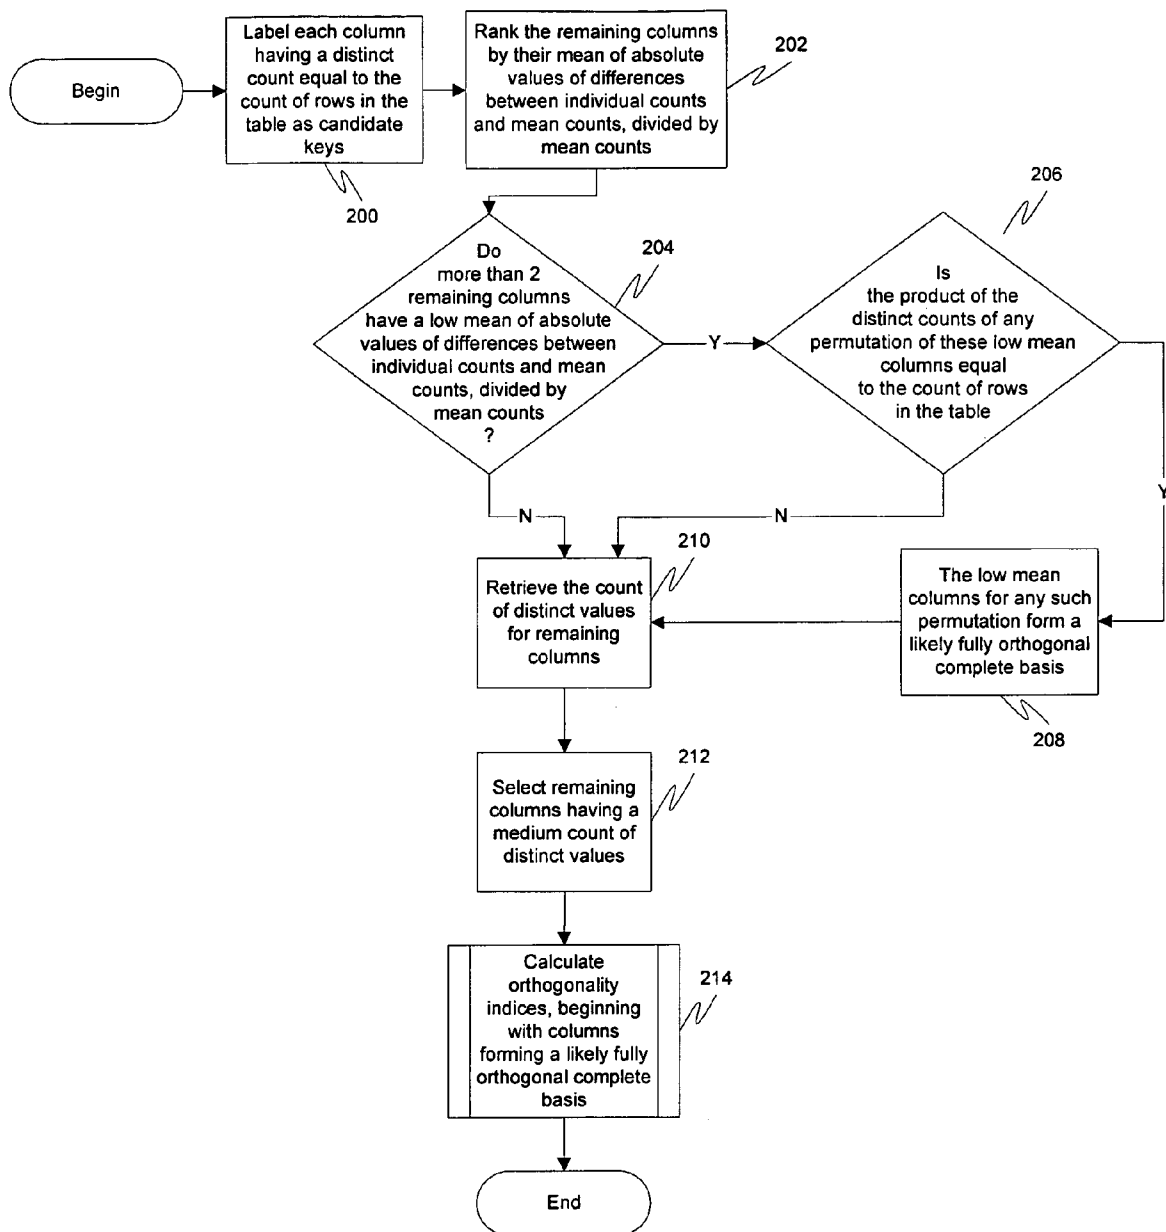 Begin
Label each column
having a distinct
count equal to the
count of rows in the
table as candidate
keys
200
Rank the remaining columns
by their mean of absolute
values of differences
between individual counts
and mean counts, divided by
mean counts
202
Do
more than 2
remaining columns
have a low mean of absolute
values of differences between
individual counts and mean
counts, divided by
mean counts
?
204
Y
N
Is
the product of the
distinct counts of any
permutation of these low mean
columns equal
to the count of rows
in the table
206
Y
N
The low mean
columns for any such
permutation form a
likely fully orthogonal
complete basis
208
Retrieve the count
of distinct values
for remaining
columns
210
Select remaining
columns having a
medium count of
distinct values
212
Calculate
orthogonality
indices, beginning
with columns
forming a likely fully
orthogonal complete
basis
214
End